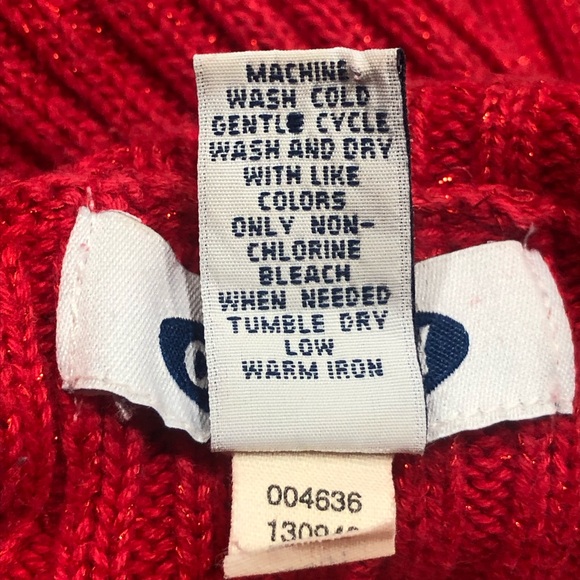 MACHINE
WASH COLD
GENTLE CYCLE
WASH AND DRY
WITH LIKE
COLORS
ONLY NON-
CHLORINE
BLEACH
WHEN NEEDED
TUMBLE DRY
LOW
WARM IRON
004636